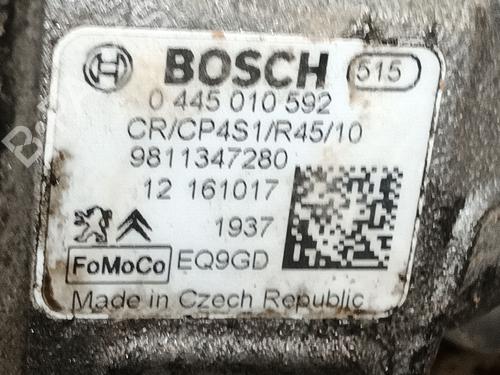 BOSCH 515
0 445 010 592
CR/CP4S1/R45/10
9811347280
12 161017
1937
FoMoCo EQ9GD
Made in Czech Republic